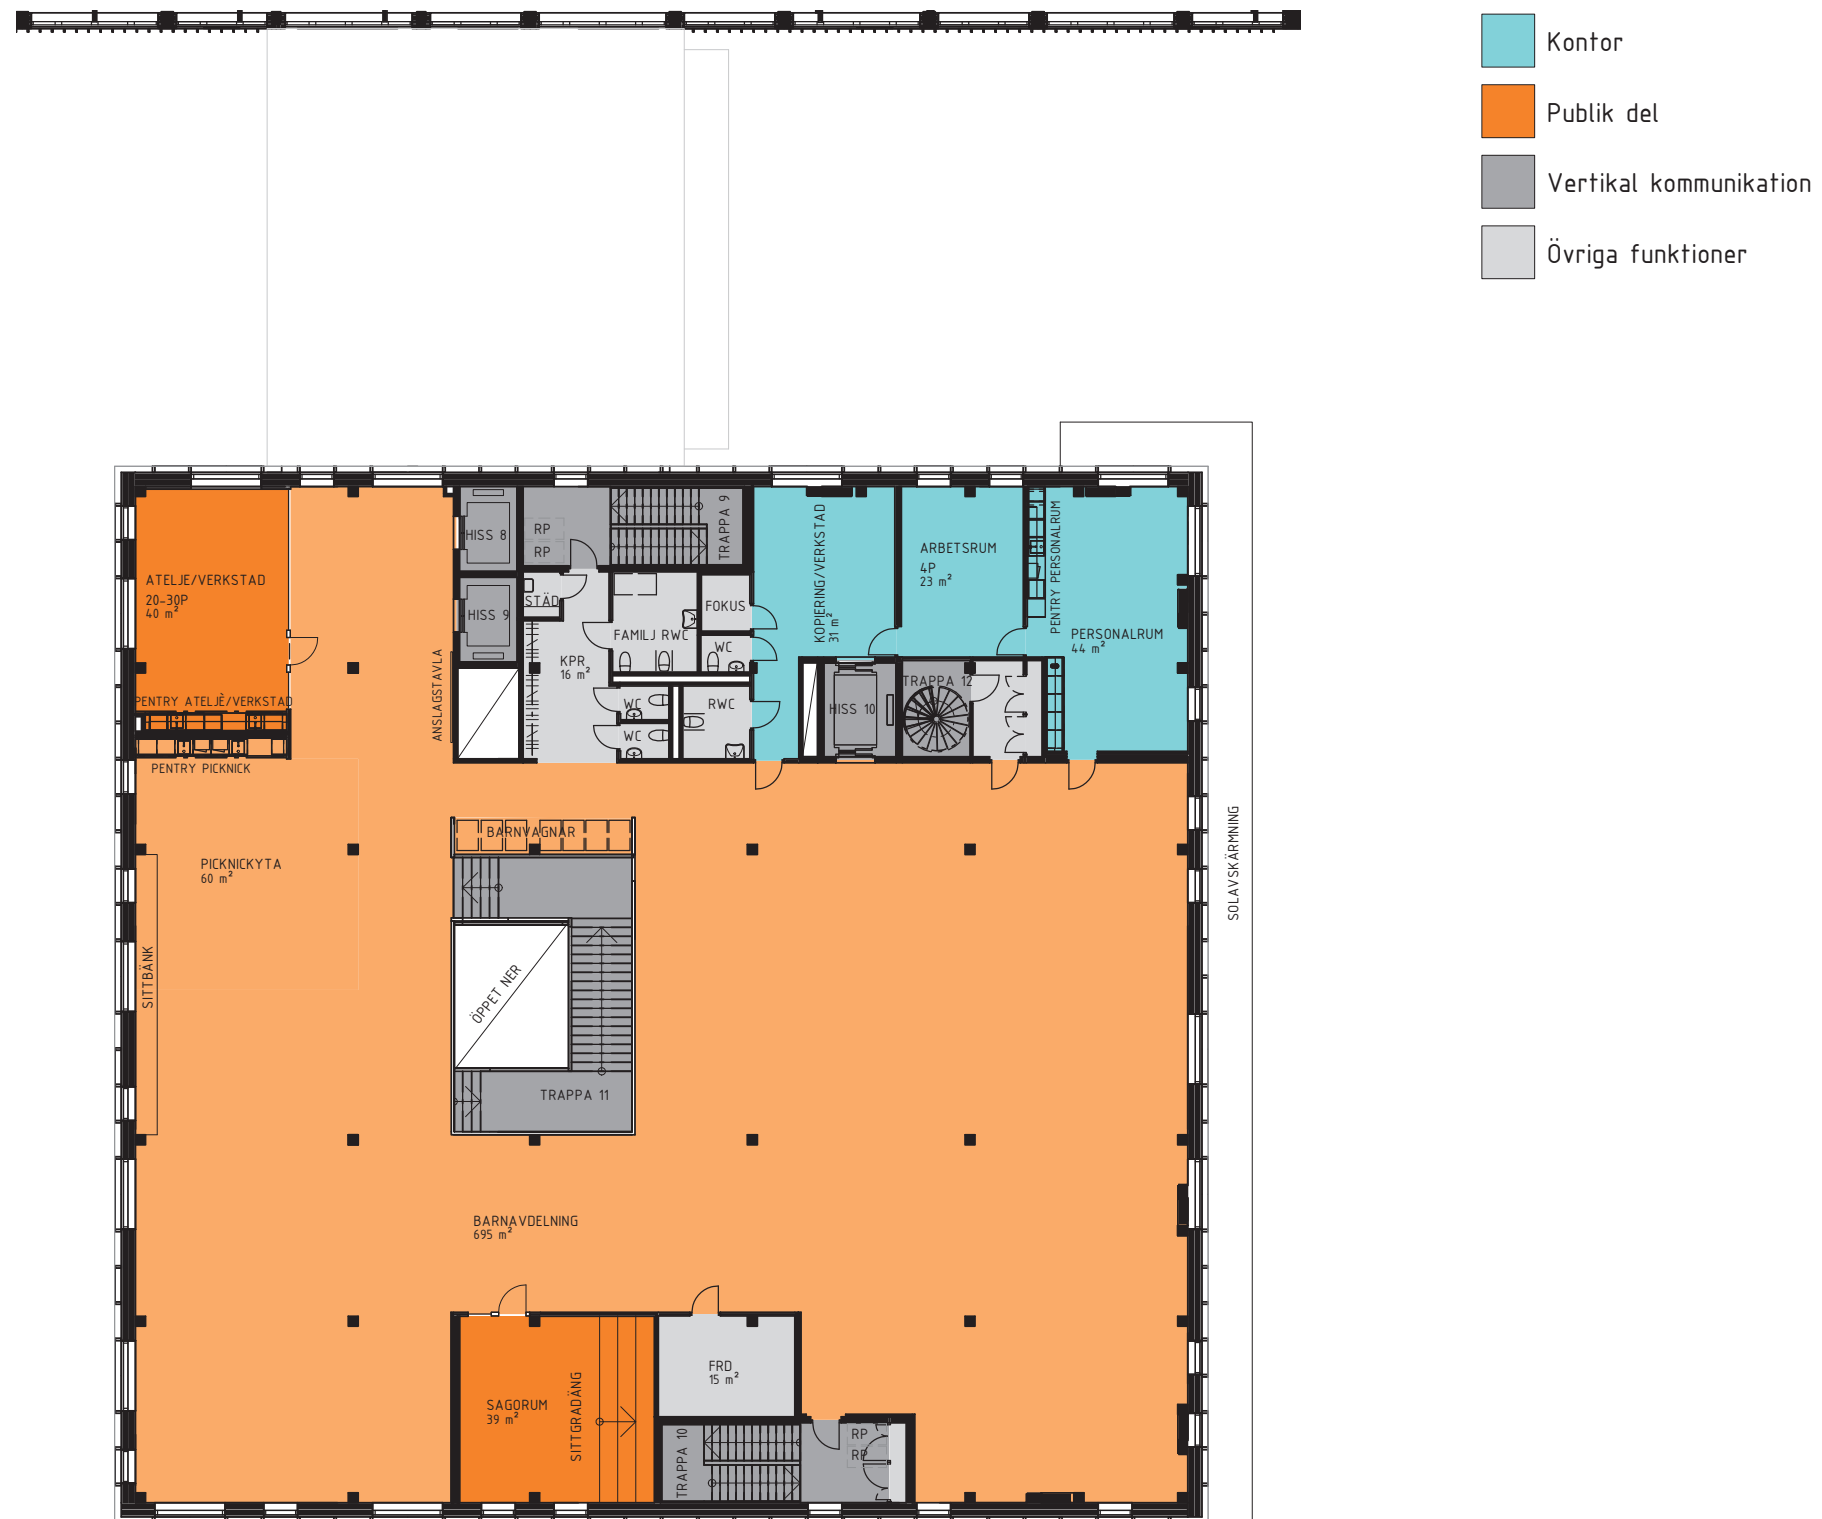 Kontor
Publik del
Vertikal kommunikation
Övriga funktioner
HISS 8
RP
RP
TRAPPA 9
KOPIERING/VERKSTAD
31 m²
ARBETSRUM
4P
23 m²
PENTRY PERSONALRUM
PERSONALRUM
44 m²
ATELJE/VERKSTAD
20-30P
40 m²
HISS 9
STÄD
FAMILJ RWC
FOKUS
WC
KPR
16 m²
WC
WC
RWC
HISS 10
TRAPPA 12
PENTRY ATELJÈ/VERKSTAD
PENTRY PICKNICK
ANSLAGSTAVLA
BARNVAGNAR
PICKNICKYTA
60 m²
SITTBÄNK
ÖPPET NER
TRAPPA 11
SOLAVSKÄRMNING
BARNAVDELNING
695 m²
SAGORUM
39 m²
SITTGRADÄNG
FRD
15 m²
TRAPPA 10
RP
RP